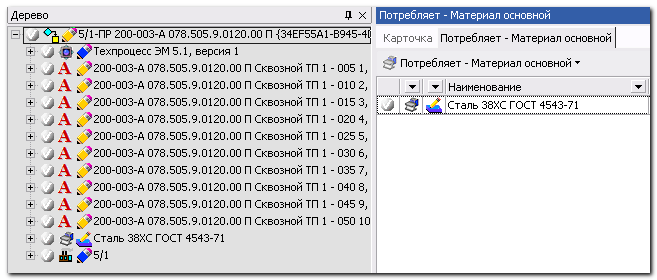 Дерево
5/1-ПР 200-003-А 078.505.9.0120.00 П {34EF55A1-B945-4
Техпроцесс ЭМ 5.1, версия 1
200-003-А 078.505.9.0120.00 П Сквозной ТП 1 - 005 1,
200-003-А 078.505.9.0120.00 П Сквозной ТП 1 - 010 2,
200-003-А 078.505.9.0120.00 П Сквозной ТП 1 - 015 3,
200-003-А 078.505.9.0120.00 П Сквозной ТП 1 - 020 4,
200-003-А 078.505.9.0120.00 П Сквозной ТП 1 - 025 5,
200-003-А 078.505.9.0120.00 П Сквозной ТП 1 - 030 6,
200-003-А 078.505.9.0120.00 П Сквозной ТП 1 - 035 7,
200-003-А 078.505.9.0120.00 П Сквозной ТП 1 - 040 8,
200-003-А 078.505.9.0120.00 П Сквозной ТП 1 - 045 9,
200-003-А 078.505.9.0120.00 П Сквозной ТП 1 - 050 10
Сталь 38ХС ГОСТ 4543-71
5/1
Потребляет - Материал основной
Карточка Потребляет - Материал основной
Потребляет - Материал основной
Наименование
Сталь 38ХС ГОСТ 4543-71